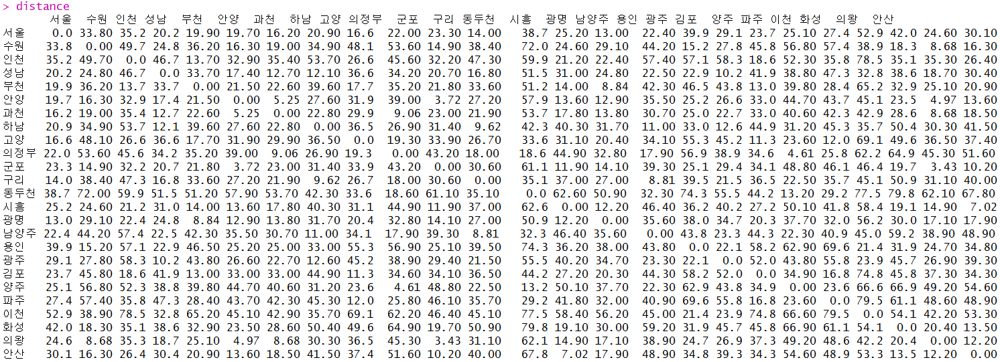 > distance
서울 수원 인천 성남 부천 안양 과천 하남 고양 의정부 군포 구리 동두천 시흥 광명 남양주 용인 광주 김포 양주 파주 이천 화성 의왕 안산
서울 0.0 33.80 35.2 20.2 19.90 19.70 16.20 20.90 16.6 22.00 23.30 14.00 38.7 25.20 13.00 22.40 39.9 29.1 23.7 25.10 27.4 52.9 42.0 24.60 30.10
수원 33.8 0.00 49.7 24.8 36.20 16.30 19.00 34.90 48.1 53.60 14.90 38.40 72.0 24.60 29.10 44.20 15.2 27.8 45.8 56.80 57.4 38.9 18.3 8.68 16.30
인천 35.2 49.70 0.0 46.7 13.70 32.90 35.40 53.70 26.6 45.60 32.20 47.30 59.9 21.20 22.40 57.40 57.1 58.3 18.6 52.30 35.8 78.5 35.1 35.30 26.40
성남 20.2 24.80 46.7 0.0 33.70 17.40 12.70 12.10 36.6 34.20 20.70 16.80 51.5 31.00 24.80 22.50 22.9 10.2 41.9 38.80 47.3 32.8 38.6 18.70 30.40
부천 19.9 36.20 13.7 33.7 0.00 21.50 22.60 39.60 17.7 35.20 21.80 33.60 51.2 14.00 8.84 42.30 46.5 43.8 13.0 39.80 28.4 65.2 32.9 25.10 20.90
안양 19.7 16.30 32.9 17.4 21.50 0.00 5.25 27.60 31.9 39.00 3.72 27.20 57.9 13.60 12.90 35.50 25.2 26.6 33.0 44.70 43.7 45.1 23.5 4.97 13.60
과천 16.2 19.00 35.4 12.7 22.60 5.25 0.00 22.80 29.9 9.06 23.00 21.90 53.7 17.80 13.80 30.70 25.0 22.7 33.0 40.60 42.3 42.9 28.6 8.68 18.50
하남 20.9 34.90 53.7 12.1 39.60 27.60 22.80 0.00 36.5 26.90 31.40 9.62 42.3 40.30 31.70 11.00 33.0 12.6 44.9 31.20 45.3 35.7 50.4 30.30 41.50
고양 16.6 48.10 26.6 36.6 17.70 31.90 29.90 36.50 0.0 19.30 33.90 26.70 33.6 31.10 20.40 34.10 55.3 45.2 11.3 23.60 12.0 69.1 49.6 36.50 37.40
의정부 22.0 53.60 45.6 34.2 35.20 39.00 9.06 26.90 19.3 0.00 43.20 18.00 18.6 44.90 32.80 17.90 56.9 38.9 34.6 4.61 25.8 62.2 64.9 45.30 51.60
군포 23.3 14.90 32.2 20.7 21.80 3.72 23.00 31.40 33.9 43.20 0.00 30.60 61.1 11.90 14.10 39.30 25.1 29.4 34.1 48.80 46.1 46.4 19.7 3.43 10.20
구리 14.0 38.40 47.3 16.8 33.60 27.20 21.90 9.62 26.7 18.00 30.60 0.00 35.1 37.00 27.00 8.81 39.5 21.5 36.5 22.50 35.7 45.1 50.9 31.10 40.00
동두천 38.7 72.00 59.9 51.5 51.20 57.90 53.70 42.30 33.6 18.60 61.10 35.10 0.0 62.60 50.90 32.30 74.3 55.5 44.2 13.20 29.2 77.5 79.8 62.10 67.80
시흥 25.2 24.60 21.2 31.0 14.00 13.60 17.80 40.30 31.1 44.90 11.90 37.00 62.6 0.00 12.20 46.40 36.2 40.2 27.2 50.10 41.8 58.4 19.1 14.90 7.02
광명 13.0 29.10 22.4 24.8 8.84 12.90 13.80 31.70 20.4 32.80 14.10 27.00 50.9 12.20 0.00 35.60 38.0 34.7 20.3 37.70 32.0 56.2 30.0 17.10 17.90
남양주 22.4 44.20 57.4 22.5 42.30 35.50 30.70 11.00 34.1 17.90 39.30 8.81 32.3 46.40 35.60 0.00 43.8 23.3 44.3 22.30 40.9 45.0 59.2 38.90 48.90
용인 39.9 15.20 57.1 22.9 46.50 25.20 25.00 33.00 55.3 56.90 25.10 39.50 74.3 36.20 38.00 43.80 0.0 22.1 58.2 62.90 69.6 21.4 31.9 24.70 34.80
광주 29.1 27.80 58.3 10.2 43.80 26.60 22.70 12.60 45.2 38.90 29.40 21.50 55.5 40.20 34.70 23.30 22.1 0.0 52.0 43.80 55.8 23.9 45.7 26.90 39.30
김포 23.7 45.80 18.6 41.9 13.00 33.00 33.00 44.90 11.3 34.60 34.10 36.50 44.2 27.20 20.30 44.30 58.2 52.0 0.0 34.90 16.8 74.8 45.8 37.30 34.30
양주 25.1 56.80 52.3 38.8 39.80 44.70 40.60 31.20 23.6 4.61 48.80 22.50 13.2 50.10 37.70 22.30 62.9 43.8 34.9 0.00 23.6 66.6 66.9 49.20 54.60
파주 27.4 57.40 35.8 47.3 28.40 43.70 42.30 45.30 12.0 25.80 46.10 35.70 29.2 41.80 32.00 40.90 69.6 55.8 16.8 23.60 0.0 79.5 61.1 48.60 48.90
이천 52.9 38.90 78.5 32.8 65.20 45.10 42.90 35.70 69.1 62.20 46.40 45.10 77.5 58.40 56.20 45.00 21.4 23.9 74.8 66.60 79.5 0.0 54.1 42.20 53.30
화성 42.0 18.30 35.1 38.6 32.90 23.50 28.60 50.40 49.6 64.90 19.70 50.90 79.8 19.10 30.00 59.20 31.9 45.7 45.8 66.90 61.1 54.1 0.0 20.40 13.50
의왕 24.6 8.68 35.3 18.7 25.10 4.97 8.68 30.30 36.5 45.30 3.43 31.10 62.1 14.90 17.10 38.90 24.7 26.9 37.3 49.20 48.6 42.2 20.4 0.00 12.20
안산 30.1 16.30 26.4 30.4 20.90 13.60 18.50 41.50 37.4 51.60 10.20 40.00 67.8 7.02 17.90 48.90 34.8 39.3 34.3 54.60 48.9 53.3 13.5 12.20 0.00